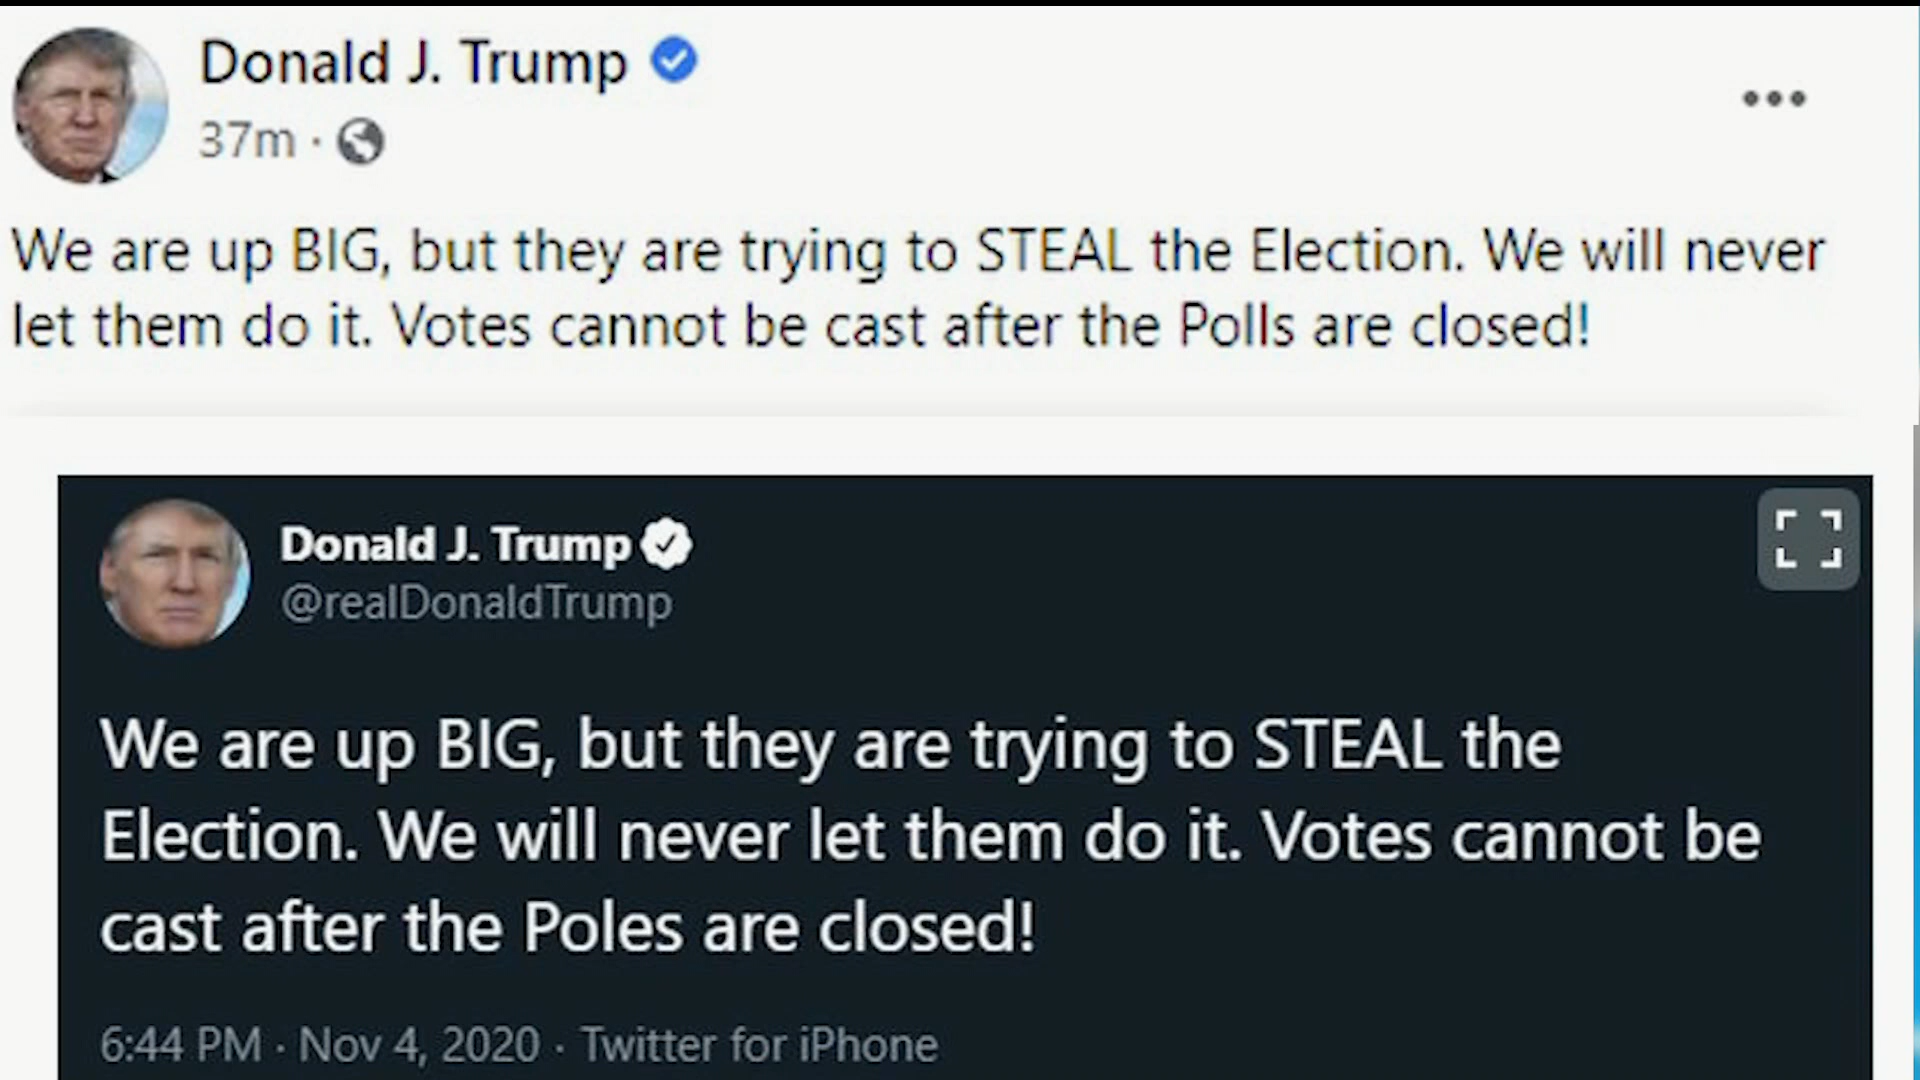 Donald J. Trump
37m ·
We are up BIG, but they are trying to STEAL the Election. We will never
let them do it. Votes cannot be cast after the Polls are closed!
Donald J. Trump
@realDonaldTrump
We are up BIG, but they are trying to STEAL the
Election. We will never let them do it. Votes cannot be
cast after the Poles are closed!
6:44 PM · Nov 4, 2020 · Twitter for iPhone